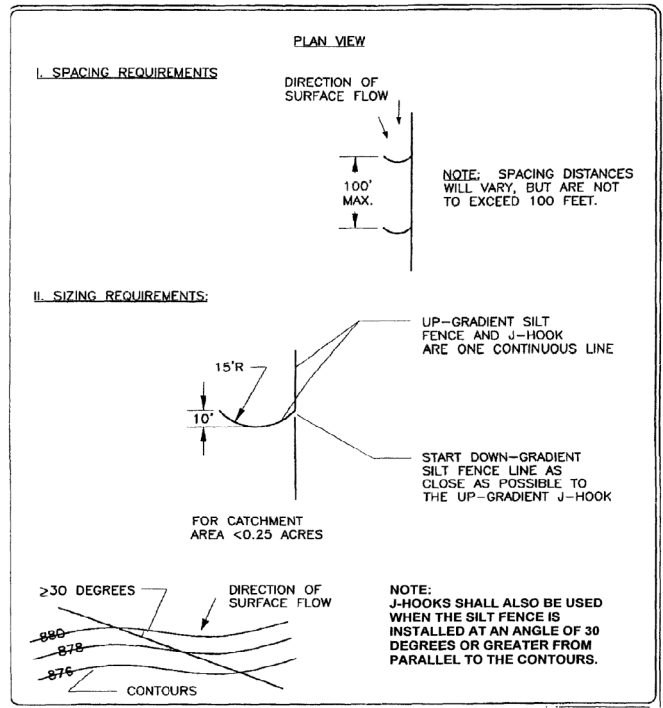 PLAN VIEW
I. SPACING REQUIREMENTS
DIRECTION OF
SURFACE FLOW
100'
MAX.
NOTE: SPACING DISTANCES
WILL VARY, BUT ARE NOT
TO EXCEED 100 FEET.
II. SIZING REQUIREMENTS:
UP-GRADIENT SILT
FENCE AND J-HOOK
ARE ONE CONTINUOUS LINE
15'R
10'
START DOWN-GRADIENT
SILT FENCE LINE AS
CLOSE AS POSSIBLE TO
THE UP-GRADIENT J-HOOK
FOR CATCHMENT
AREA <0.25 ACRES
≥30 DEGREES
DIRECTION OF
SURFACE FLOW
880
878
876
CONTOURS
NOTE:
J-HOOKS SHALL ALSO BE USED
WHEN THE SILT FENCE IS
INSTALLED AT AN ANGLE OF 30
DEGREES OR GREATER FROM
PARALLEL TO THE CONTOURS.